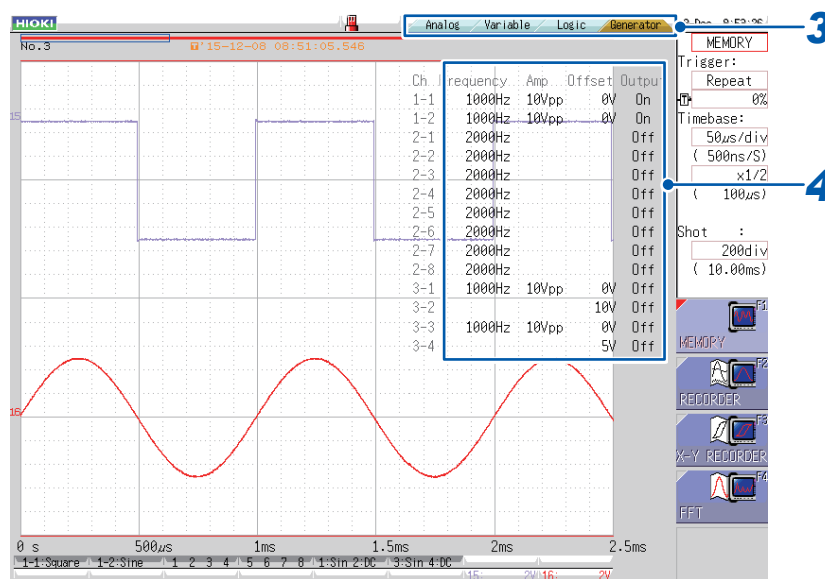 HIOKI
Analog Variable Logic Generator
3
No.3
'15-12-08 08:51:05.546
MEMORY
Trigger:
Repeat
0%
Timebase:
50µs/div
( 500ns/S)
x1/2
( 100µs)
Shot :
200div
( 10.00ms)
4
Ch Frequency Amp Offset Output
1-1 1000Hz 10Vpp 0V On
1-2 1000Hz 10Vpp 0V On
2-1 2000Hz Off
2-2 2000Hz Off
2-3 2000Hz Off
2-4 2000Hz Off
2-5 2000Hz Off
2-6 2000Hz Off
2-7 2000Hz Off
2-8 2000Hz Off
3-1 1000Hz 10Vpp 0V Off
3-2 10V Off
3-3 1000Hz 10Vpp 0V Off
3-4 5V Off
15
16
F1
MEMORY
F2
RECORDER
F3
X-Y RECORDER
F4
FFT
0 s 500µs 1ms 1.5ms 2ms 2.5ms
1-1:Square 1-2:Sine 1 2 3 4 5 6 7 8 1:Sin 2:DC 3:Sin 4:DC
15: 2V 16: 2V